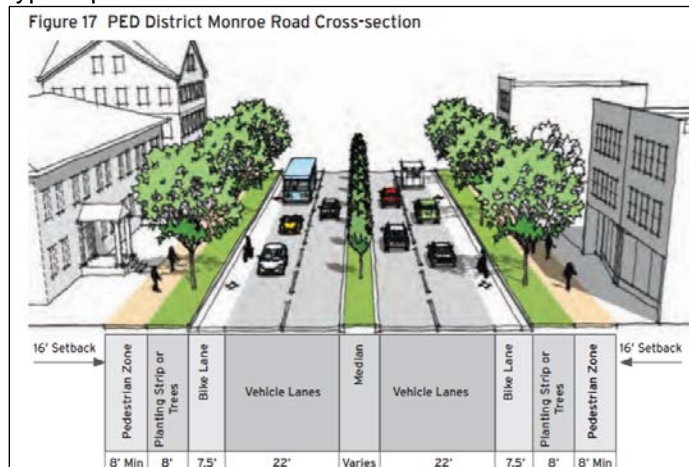 Figure 17 PED District Monroe Road Cross-section
16' Setback
Pedestrian Zone
Planting Strip or
Trees
Bike Lane
Vehicle Lanes
Median
Vehicle Lanes
Bike Lane
Planting Strip or
Trees
Pedestrian Zone
16' Setback
8' Min
8'
7.5'
22'
Varies
22'
7.5'
8'
8' Min